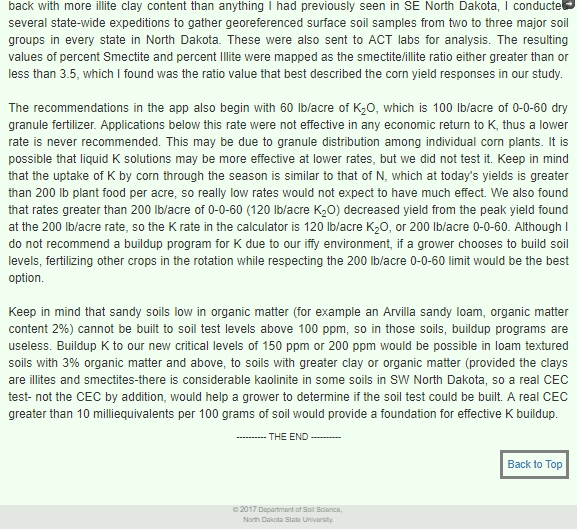 back with more illite clay content than anything I had previously seen in SE North Dakota, I conducted
several state-wide expeditions to gather georeferenced surface soil samples from two to three major soil
groups in every state in North Dakota. These were also sent to ACT labs for analysis. The resulting
values of percent Smectite and percent Illite were mapped as the smectite/illite ratio either greater than or
less than 3.5, which I found was the ratio value that best described the corn yield responses in our study.
The recommendations in the app also begin with 60 lb/acre of K2O, which is 100 lb/acre of 0-0-60 dry
granule fertilizer. Applications below this rate were not effective in any economic return to K, thus a lower
rate is never recommended. This may be due to granule distribution among individual corn plants. It is
possible that liquid K solutions may be more effective at lower rates, but we did not test it. Keep in mind
that the uptake of K by corn through the season is similar to that of N, which at today's yields is greater
than 200 lb plant food per acre, so really low rates would not expect to have much effect. We also found
that rates greater than 200 lb/acre of 0-0-60 (120 lb/acre K2O) decreased yield from the peak yield found
at the 200 lb/acre rate, so the K rate in the calculator is 120 lb/acre K2O, or 200 lb/acre 0-0-60. Although I
do not recommend a buildup program for K due to our iffy environment, if a grower chooses to build soil
levels, fertilizing other crops in the rotation while respecting the 200 lb/acre 0-0-60 limit would be the best
option.
Keep in mind that sandy soils low in organic matter (for example an Arvilla sandy loam, organic matter
content 2%) cannot be built to soil test levels above 100 ppm, so in those soils, buildup programs are
useless. Buildup K to our new critical levels of 150 ppm or 200 ppm would be possible in loam textured
soils with 3% organic matter and above, to soils with greater clay or organic matter (provided the clays
are illites and smectites-there is considerable kaolinite in some soils in SW North Dakota, so a real CEC
test- not the CEC by addition, would help a grower to determine if the soil test could be built. A real CEC
greater than 10 milliequivalents per 100 grams of soil would provide a foundation for effective K buildup.
---------- THE END ----------
Back to Top
© 2017 Department of Soil Science,
North Dakota State University.